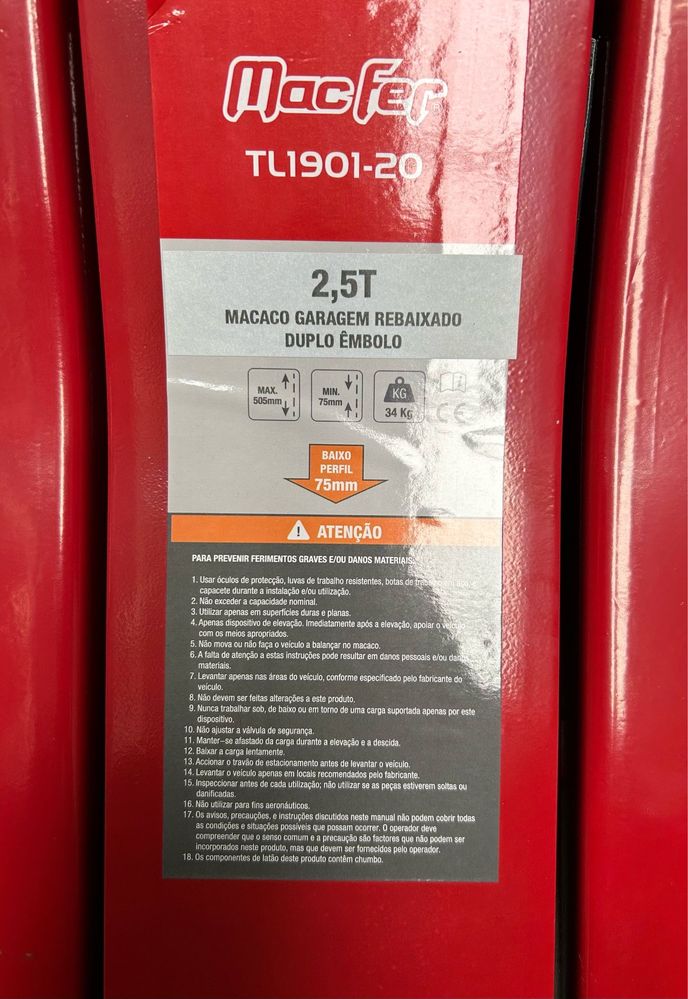 MacFer
TL1901-20
2,5T
MACACO GARAGEM REBAIXADO
DUPLO ÊMBOLO
MAX.
505mm
MIN.
75mm
KG
34 Kg
CE
BAIXO
PERFIL
75mm
! ATENÇÃO
PARA PREVENIR FERIMENTOS GRAVES E/OU DANOS MATERIAIS:
1. Usar óculos de protecção, luvas de trabalho resistentes, botas de
capacete durante a instalação e/ou utilização.
2. Não exceder a capacidade nominal.
3. Utilizar apenas em superfícies duras e planas.
4. Apenas dispositivo de elevação. Imediatamente após a elevação, apoiar o veículo
com os meios apropriados.
5. Não mova ou não faça o veículo a balançar no macaco.
6. A falta de atenção a estas instruções pode resultar em danos pessoais e/ou danos
materiais.
7. Levantar apenas nas áreas do veículo, conforme especificado pelo fabricante do
veículo.
8. Não devem ser feitas alterações a este produto.
9. Nunca trabalhar sob, de baixo ou em torno de uma carga suportada apenas por este
dispositivo.
10. Não ajustar a válvula de segurança.
11. Manter-se afastado da carga durante a elevação e a descida.
12. Baixar a carga lentamente.
13. Accionar o travão de estacionamento antes de levantar o veículo.
14. Levantar o veículo apenas em locais recomendados pelo fabricante.
15. Inspeccionar antes de cada utilização; não utilizar se as peças estiverem soltas ou
danificadas.
16. Não utilizar para fins aeronáuticos.
17. Os avisos, precauções, e instruções discutidos neste manual não podem cobrir todas
as condições e situações possíveis que possam ocorrer. O operador deve
compreender que o senso comum e a precaução são factores que não podem ser
incorporados neste produto, mas que devem ser fornecidos pelo operador.
18. Os componentes de latão deste produto contêm chumbo.